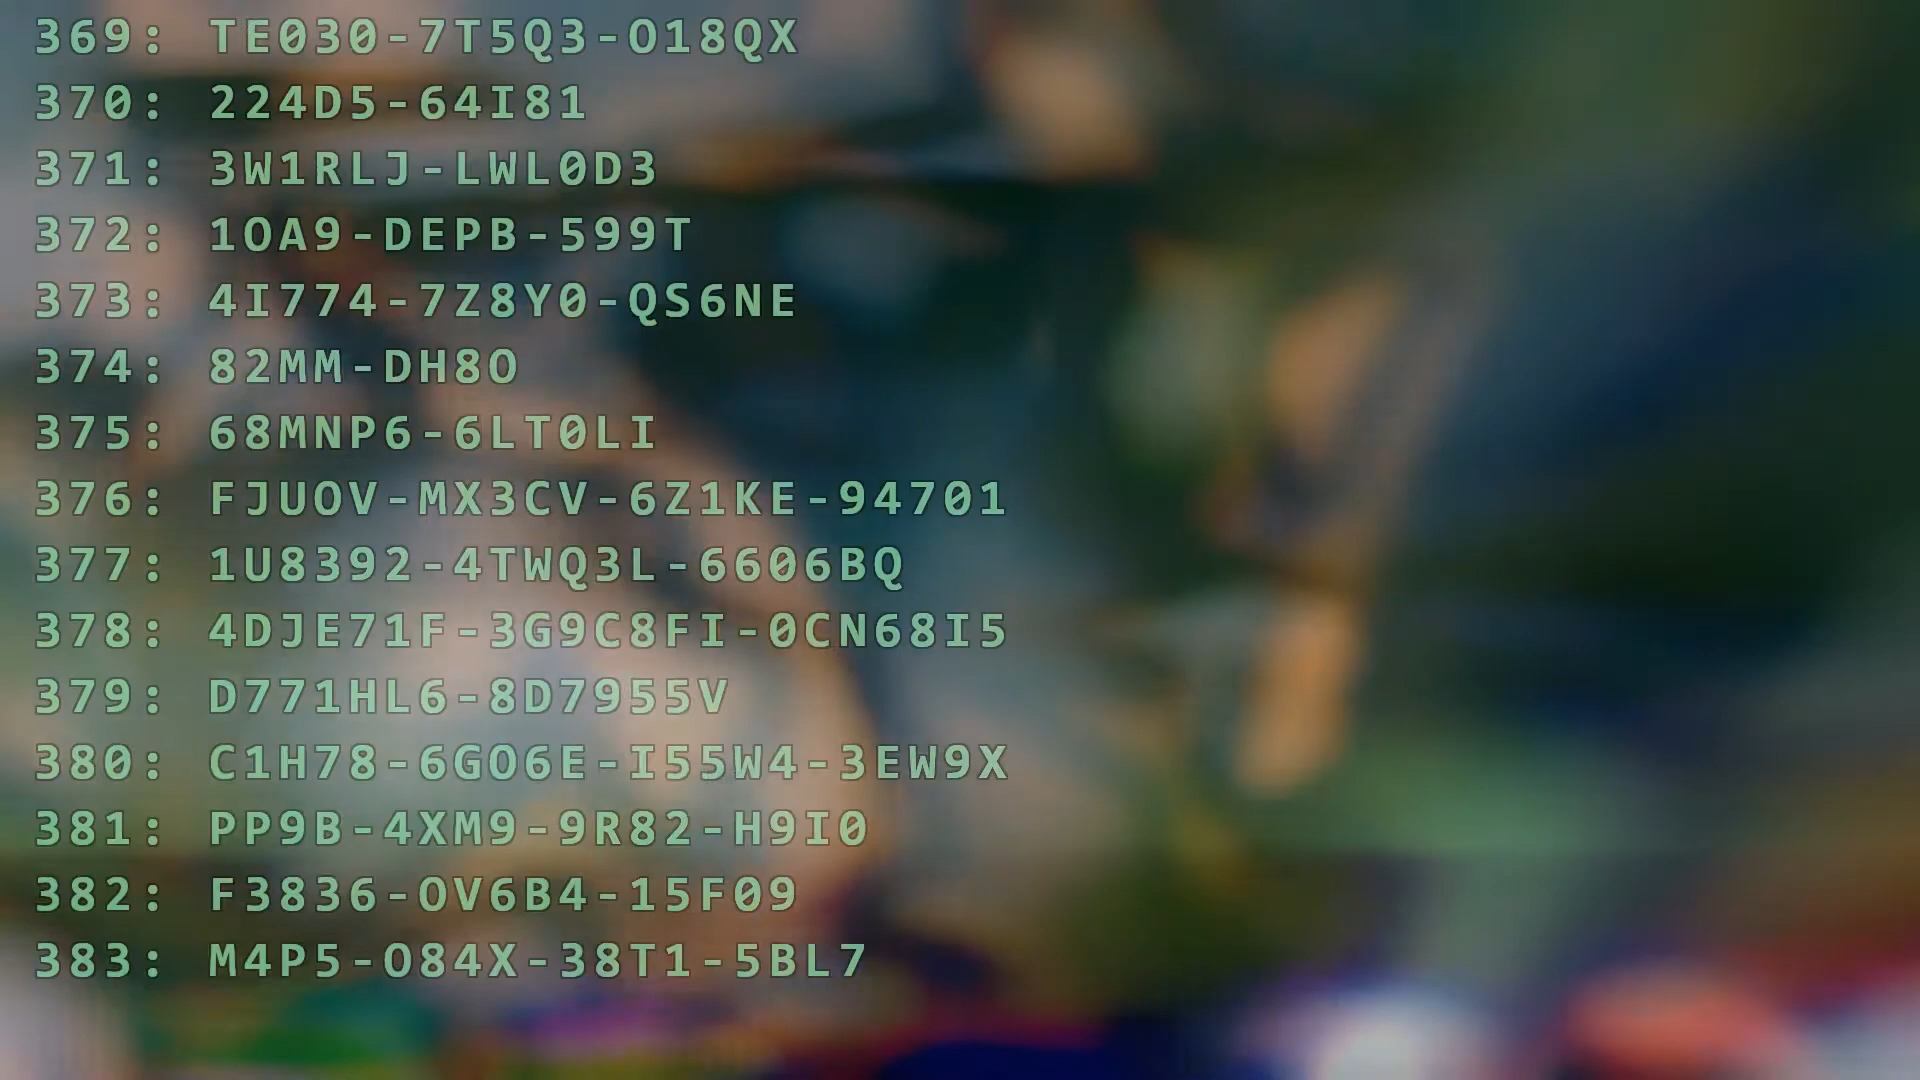 369: TE030-7T5Q3-O18QX
370: 224D5-64I81
371: 3W1RLJ-LWL0D3
372: 1OA9-DEPB-599T
373: 4I774-7Z8Y0-QS6NE
374: 82MM-DH8O
375: 68MNP6-6LT0LI
376: FJUOV-MX3CV-6Z1KE-94701
377: 1U8392-4TWQ3L-6606BQ
378: 4DJE71F-3G9C8FI-0CN68I5
379: D771HL6-8D7955V
380: C1H78-6GO6E-I55W4-3EW9X
381: PP9B-4XM9-9R82-H9I0
382: F3836-OV6B4-15F09
383: M4P5-O84X-38T1-5BL7